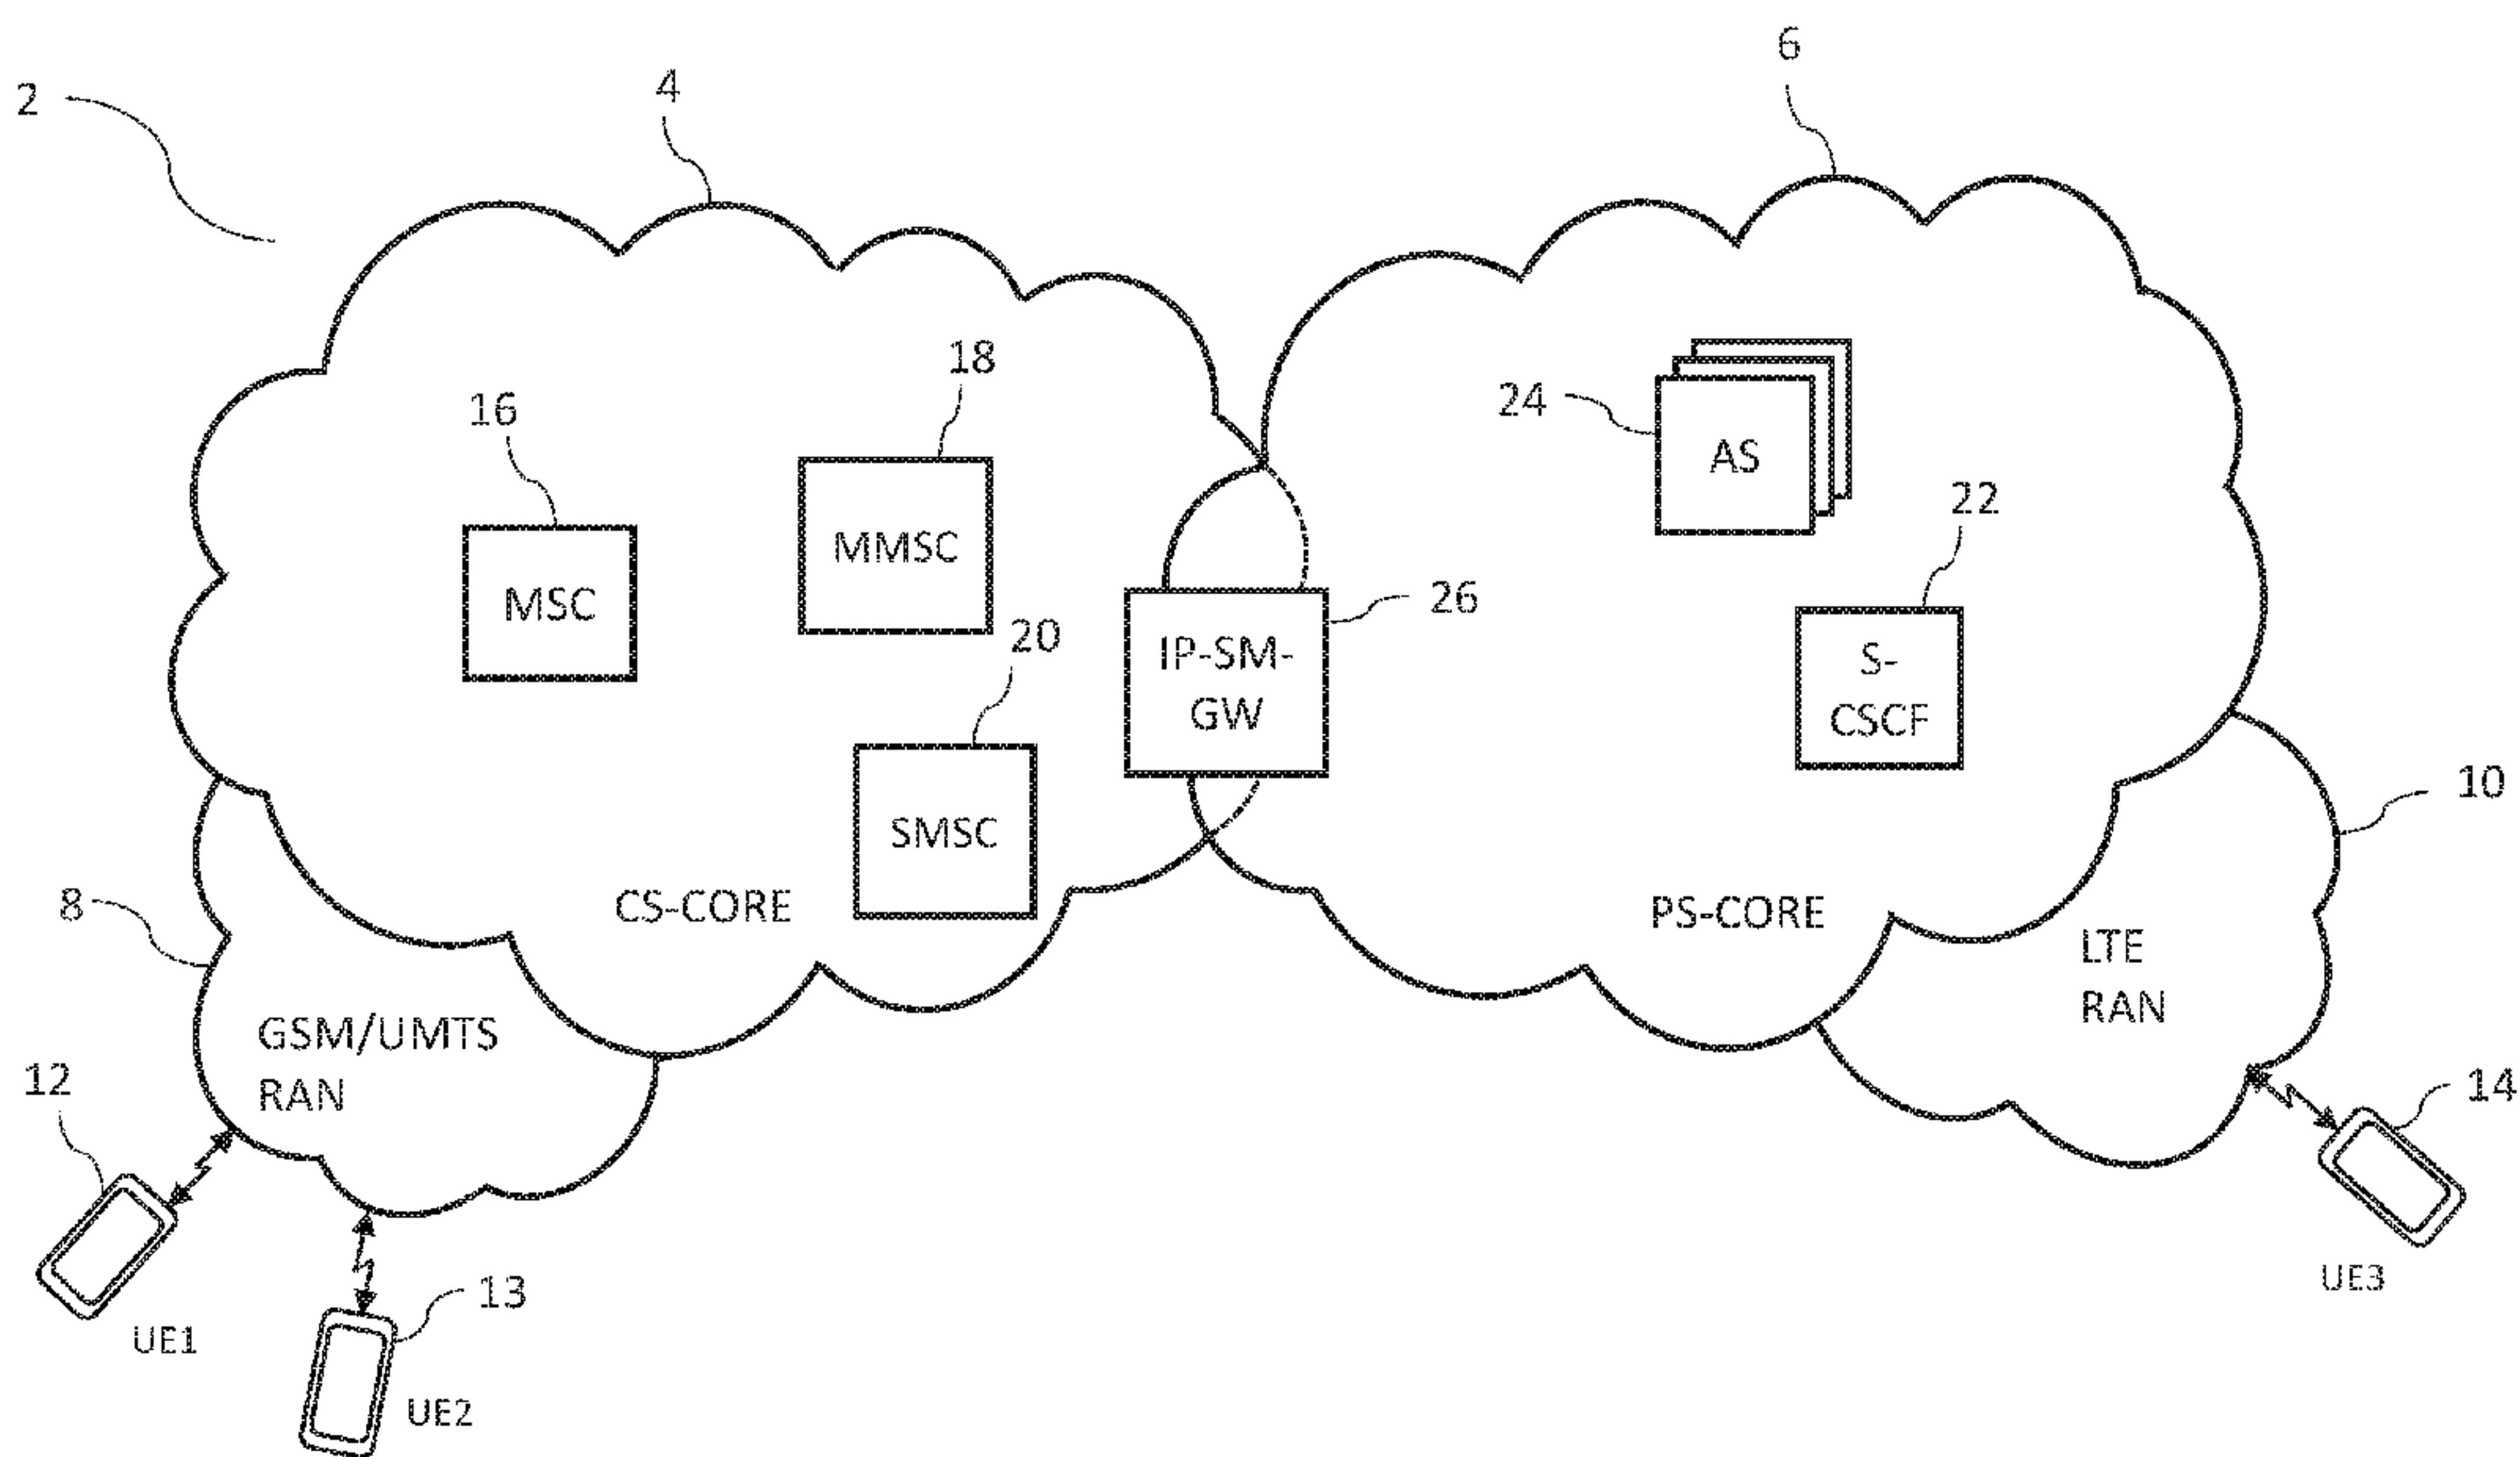 2
4
6
18
16
24
AS
22
MMSC
MSC
26
20
IP-SM-
GW
S-
CSCF
10
SMSC
8
CS-CORE
PS-CORE
LTE
RAN
GSM/UMTS
RAN
12
14
13
UE3
UE1
UE2